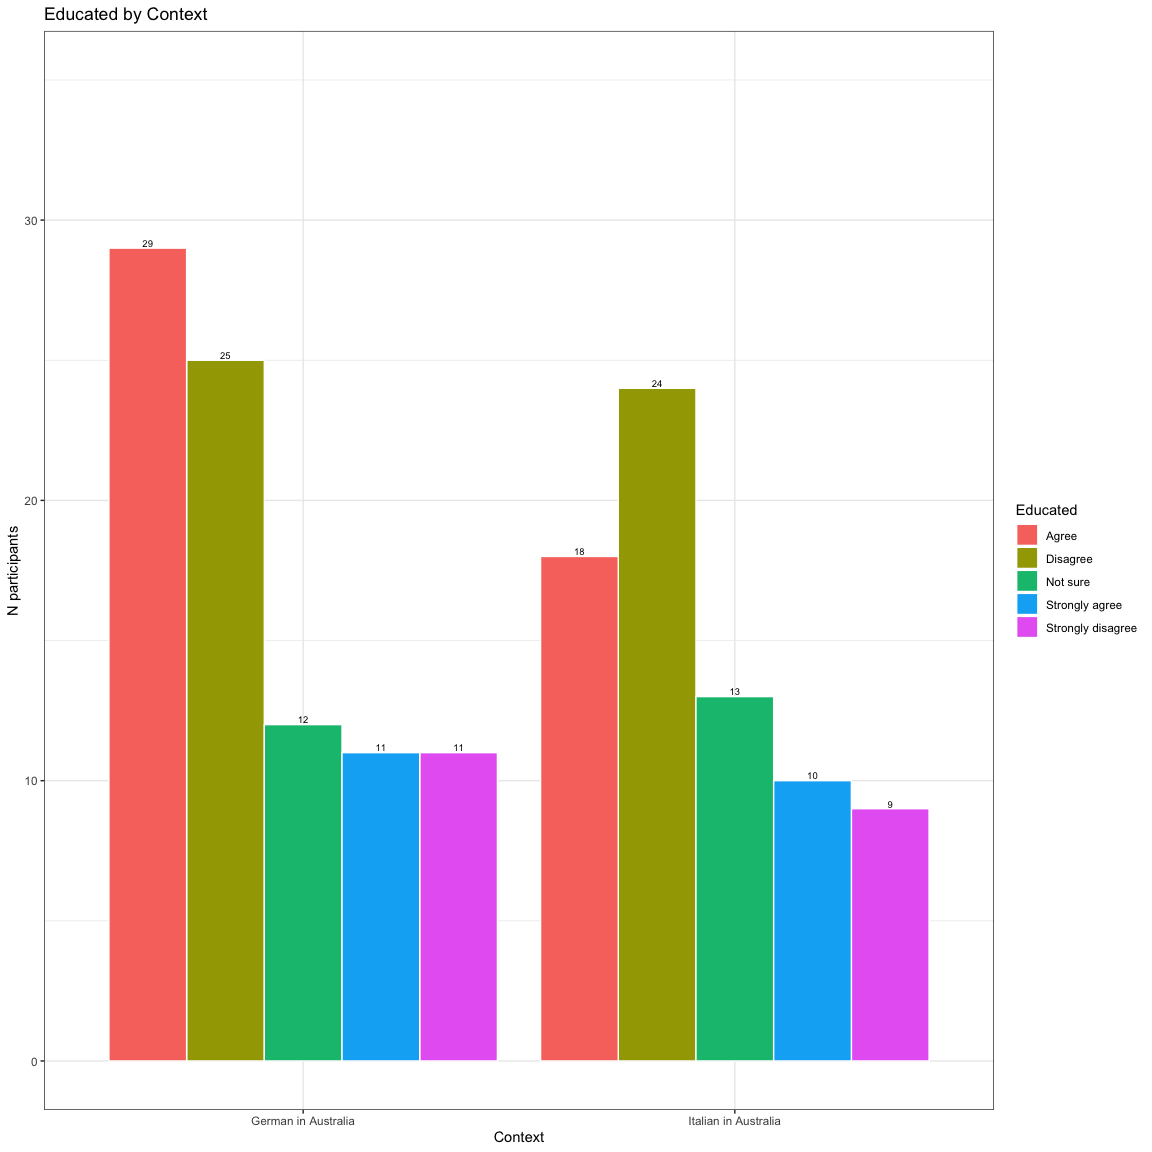 Educated by Context
N participants
30
20
10
0
29
25
12
11
11
18
24
13
10
9
German in Australia
Italian in Australia
Context
Educated
Agree
Disagree
Not sure
Strongly agree
Strongly disagree